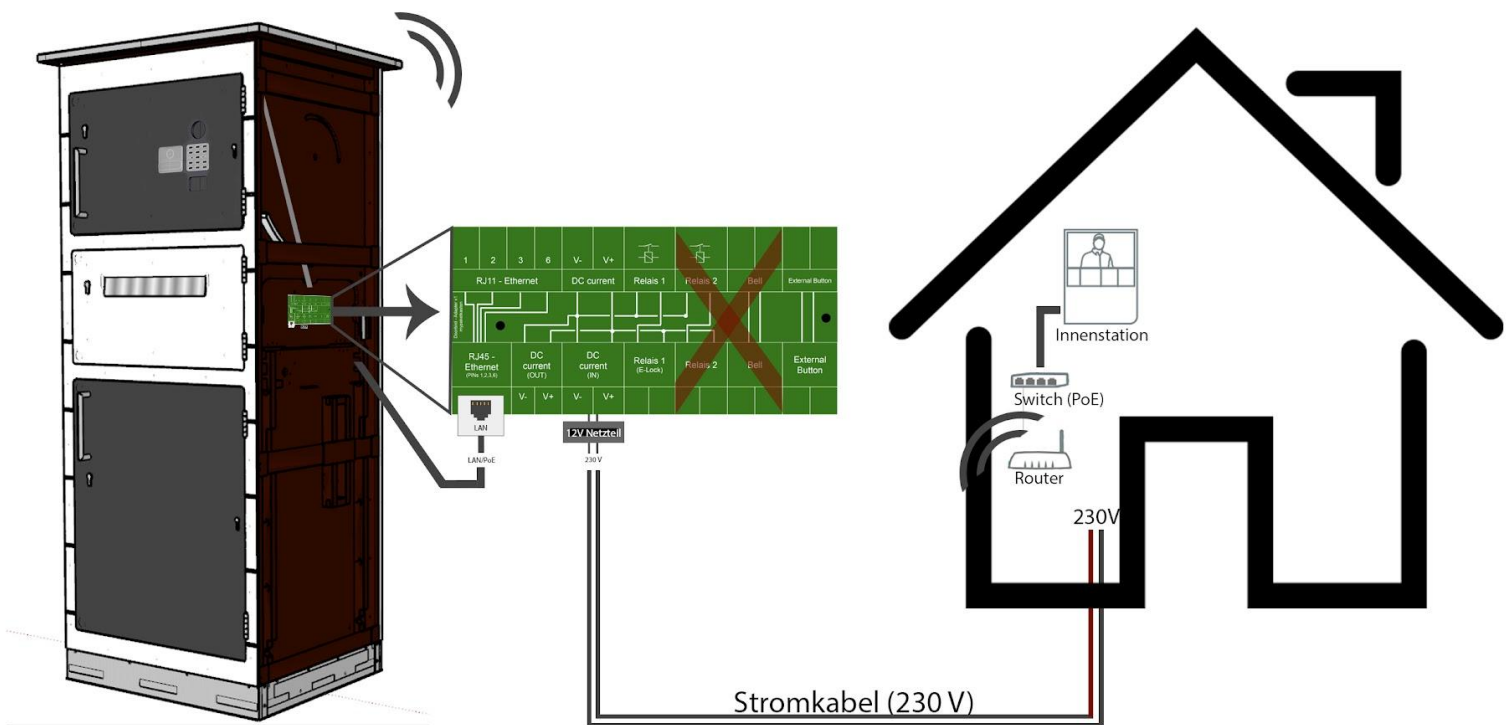 1 2 3 6 V- V+
RJ11 - Ethernet DC current Relais 1 Relais 2 Bell External Button
RJ45 -
Ethernet
(PINs 1,2,3,6)
DC
current
(OUT)
DC
current
(IN)
Relais 1
(E-Lock)
Relais 2
Bell
External
Button
V- V+ V- V+
LAN
12V Netzteil
LAN/PoE
230 V
Innenstation
Switch (PoE)
Router
230V
Stromkabel (230 V)